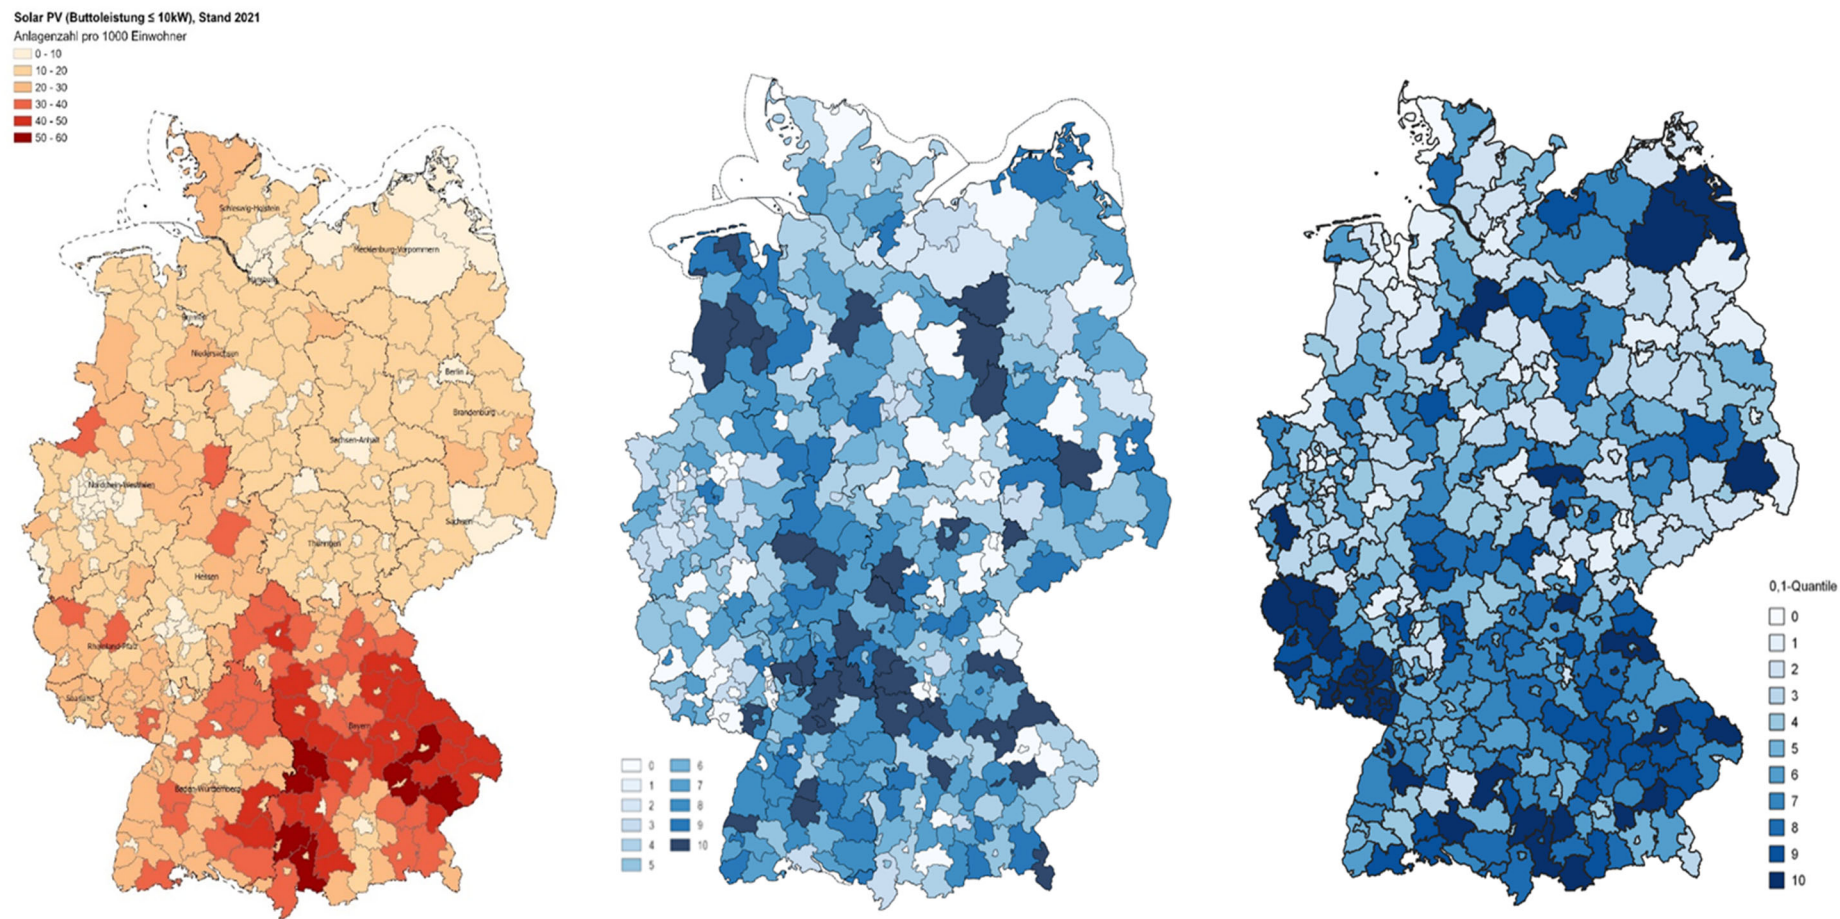 Solar PV (Buttoleistung ≤ 10kW), Stand 2021
Anlagenzahl pro 1000 Einwohner
0 - 10
10 - 20
20 - 30
30 - 40
40 - 50
50 - 60
Schleswig-Holstein
Mecklenburg-Vorpommern
Hamburg
Bremen
Niedersachsen
Berlin
Brandenburg
Sachsen-Anhalt
Nordrhein-Westfalen
Sachsen
Thüringen
Hessen
Rheinland-Pfalz
Saarland
Bayern
Baden-Württemberg
0 6
1 7
2 8
3 9
4 10
5
0,1-Quantile
0
1
2
3
4
5
6
7
8
9
10